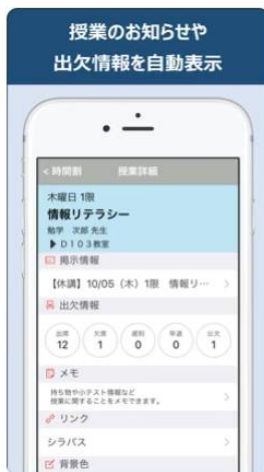 授業のお知らせや
出欠情報を自動表示
< 時間割 授業詳細
木曜日 1限
情報リテラシー
勉学 次郎 先生
▶ D103教室
掲示情報
【休講】10/05（木）1限 情報リ… >
出欠情報
出席 欠席 遅刻 早退 公欠
12 1 0 0 1
メモ
持ち物や小テスト情報など
授業に関することをメモできます。 >
リンク
シラバス >
背景色